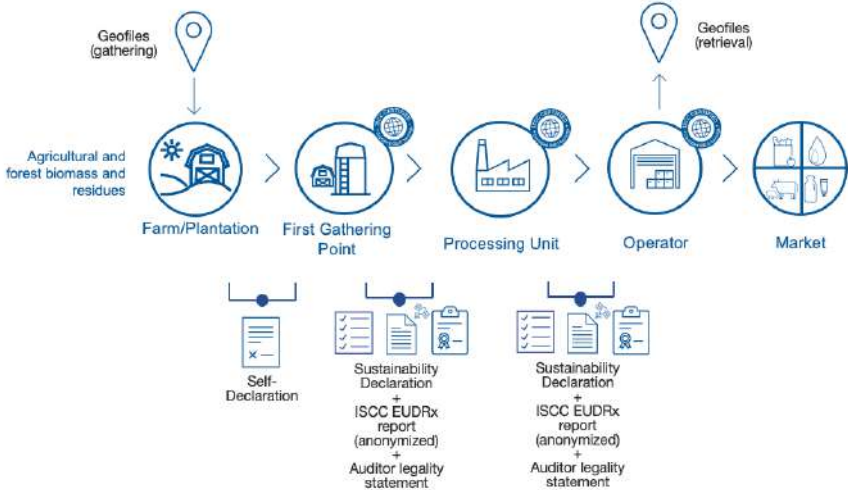 Geofiles
(gathering)
Geofiles
(retrieval)
Agricultural and
forest biomass and
residues
Farm/Plantation
First Gathering
Point
Processing Unit
Operator
Market
Self-
Declaration
Sustainability
Declaration
+
ISCC EUDRx
report
(anonymized)
+
Auditor legality
statement
Sustainability
Declaration
+
ISCC EUDRx
report
(anonymized)
+
Auditor legality
statement